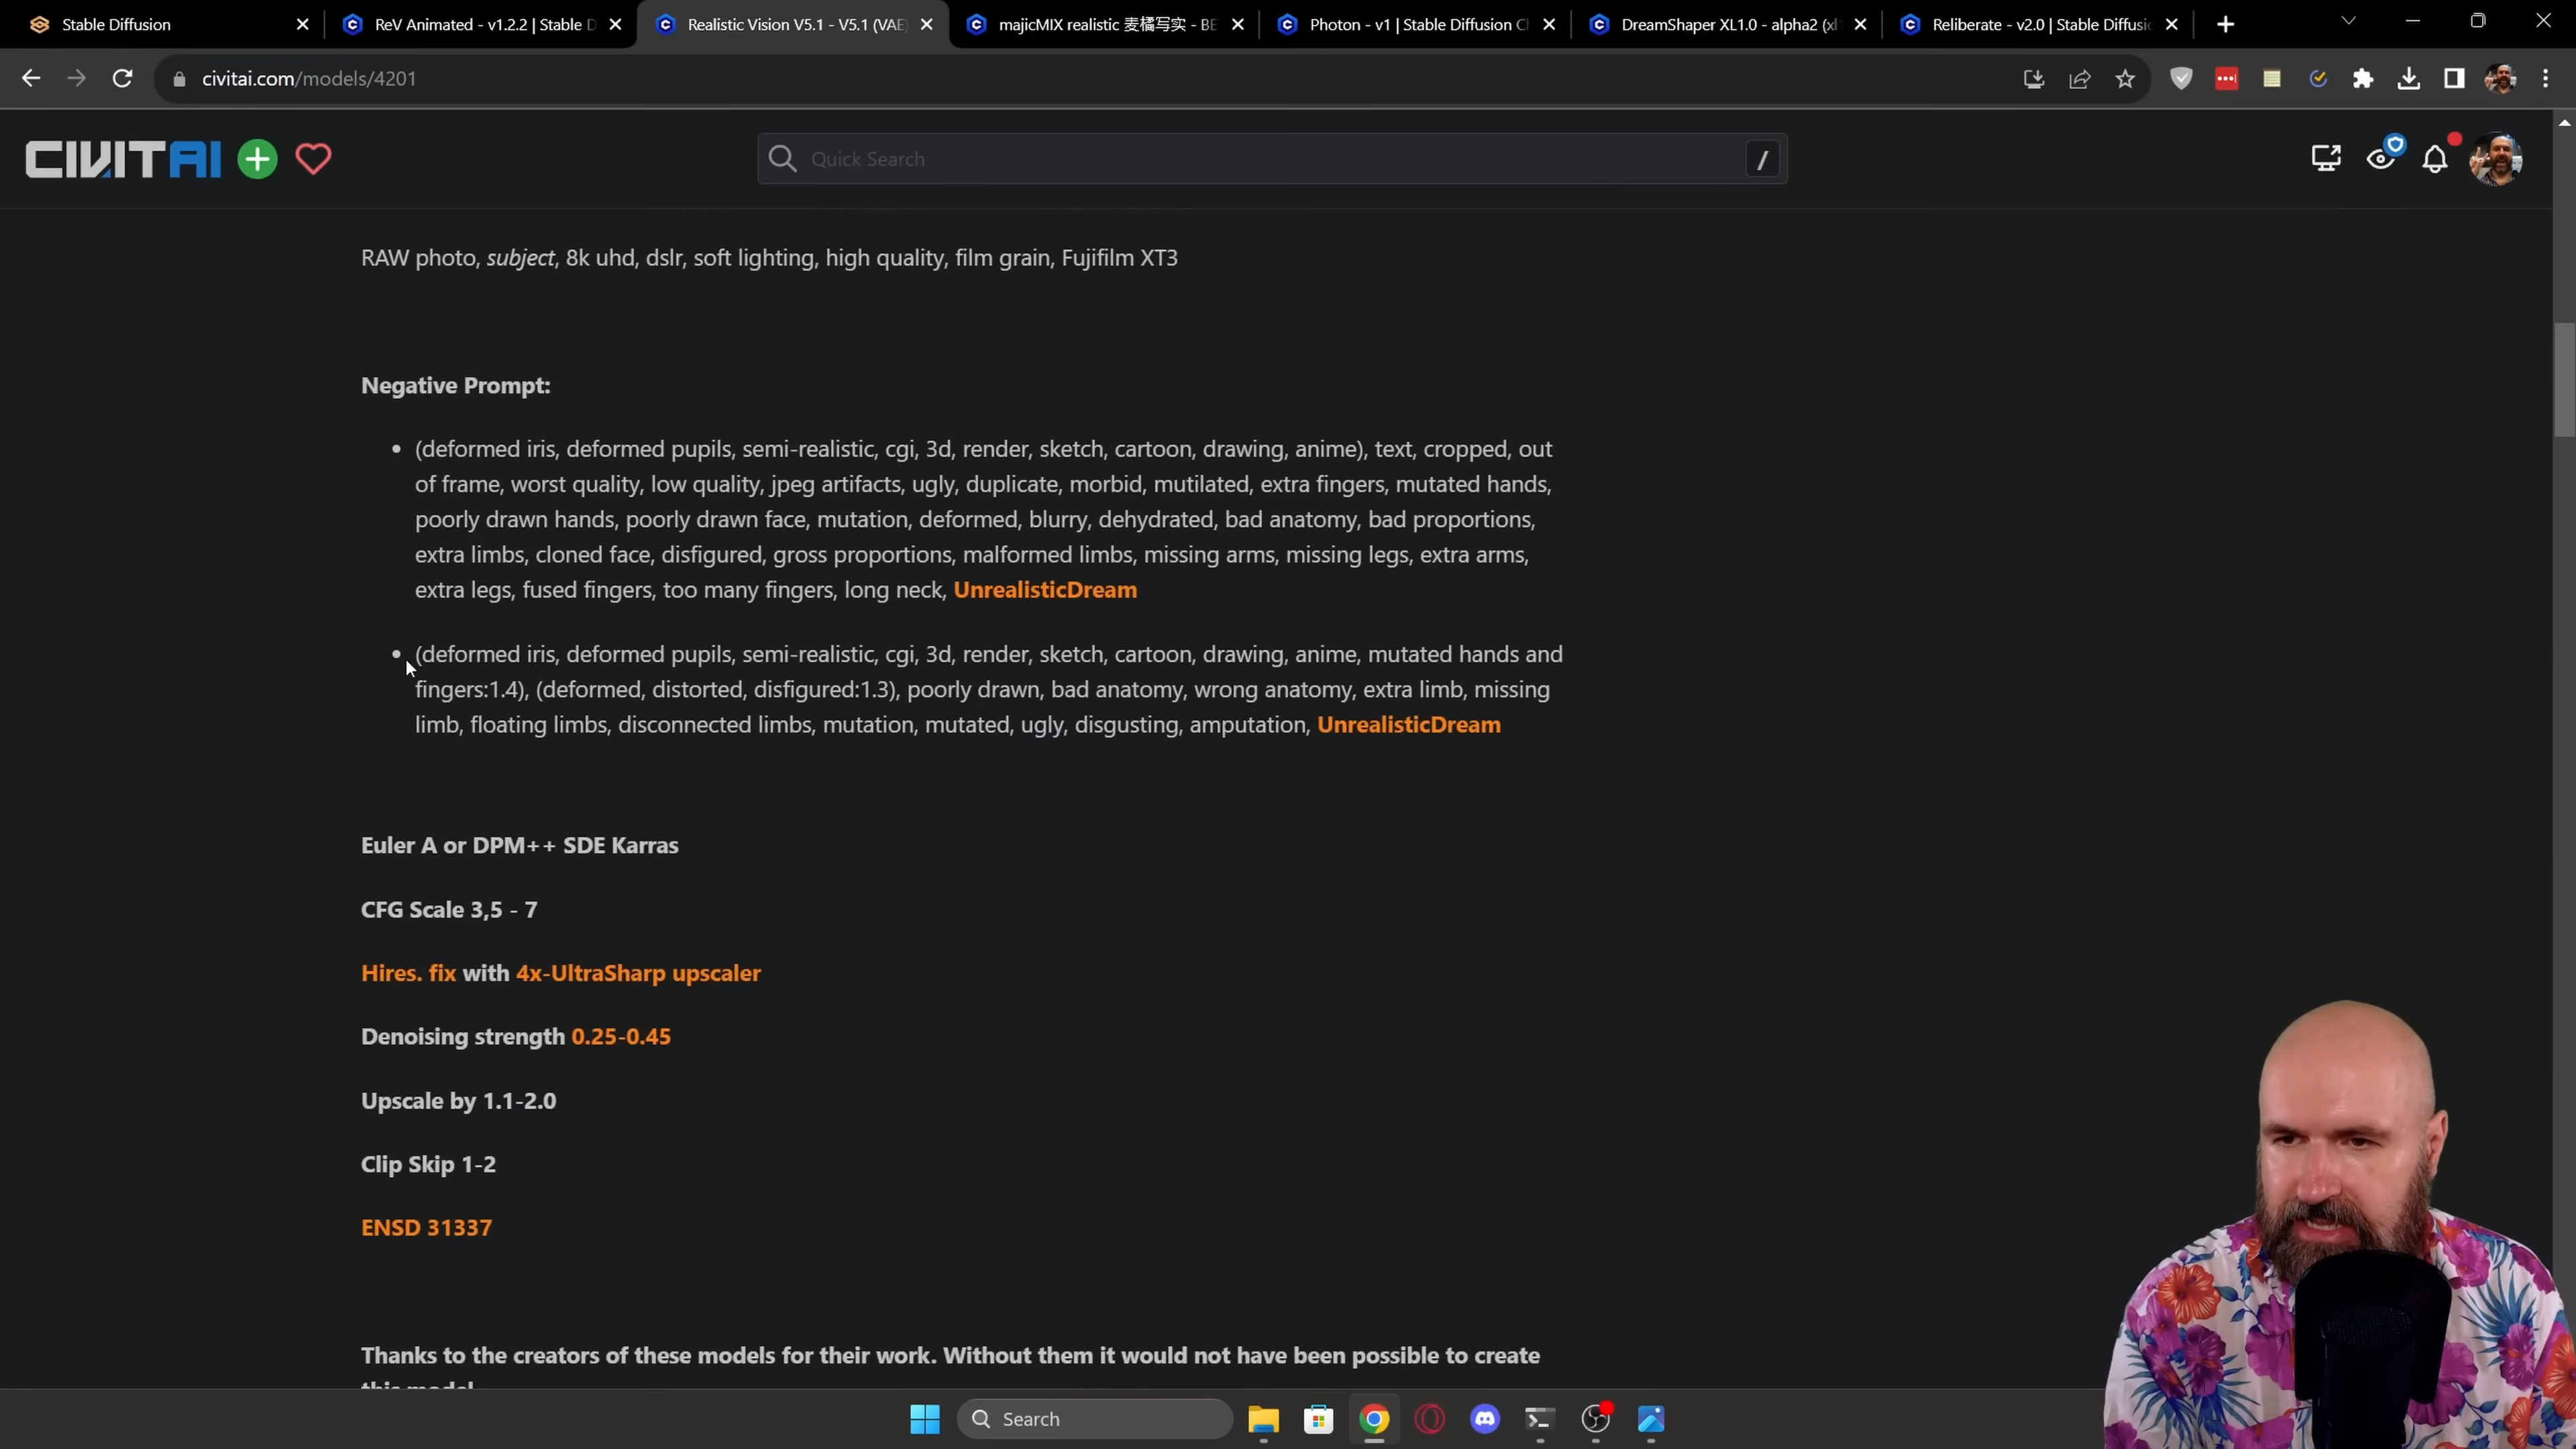 Stable Diffusion
ReV Animated - v1.2.2 | Stable D
Realistic Vision V5.1 - V5.1 (VAE)
majicMIX realistic 麦橘写实 - BE
Photon - v1 | Stable Diffusion Ch
DreamShaper XL1.0 - alpha2 (xl
Reliberate - v2.0 | Stable Diffusio
civitai.com/models/4201
CIVITAI
Quick Search
/
RAW photo, subject, 8k uhd, dslr, soft lighting, high quality, film grain, Fujifilm XT3
Negative Prompt:
(deformed iris, deformed pupils, semi-realistic, cgi, 3d, render, sketch, cartoon, drawing, anime), text, cropped, out
of frame, worst quality, low quality, jpeg artifacts, ugly, duplicate, morbid, mutilated, extra fingers, mutated hands,
poorly drawn hands, poorly drawn face, mutation, deformed, blurry, dehydrated, bad anatomy, bad proportions,
extra limbs, cloned face, disfigured, gross proportions, malformed limbs, missing arms, missing legs, extra arms,
extra legs, fused fingers, too many fingers, long neck, UnrealisticDream
(deformed iris, deformed pupils, semi-realistic, cgi, 3d, render, sketch, cartoon, drawing, anime, mutated hands and
fingers:1.4), (deformed, distorted, disfigured:1.3), poorly drawn, bad anatomy, wrong anatomy, extra limb, missing
limb, floating limbs, disconnected limbs, mutation, mutated, ugly, disgusting, amputation, UnrealisticDream
Euler A or DPM++ SDE Karras
CFG Scale 3,5 - 7
Hires. fix with 4x-UltraSharp upscaler
Denoising strength 0.25-0.45
Upscale by 1.1-2.0
Clip Skip 1-2
ENSD 31337
Thanks to the creators of these models for their work. Without them it would not have been possible to create
this model
Search